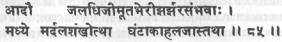 आदौ जलधिजीमूतभेरीझर्झरसंभवाः ।
मध्ये मर्दलशंखोत्था घंटाकाहलजास्तथा ॥ ८५ ॥